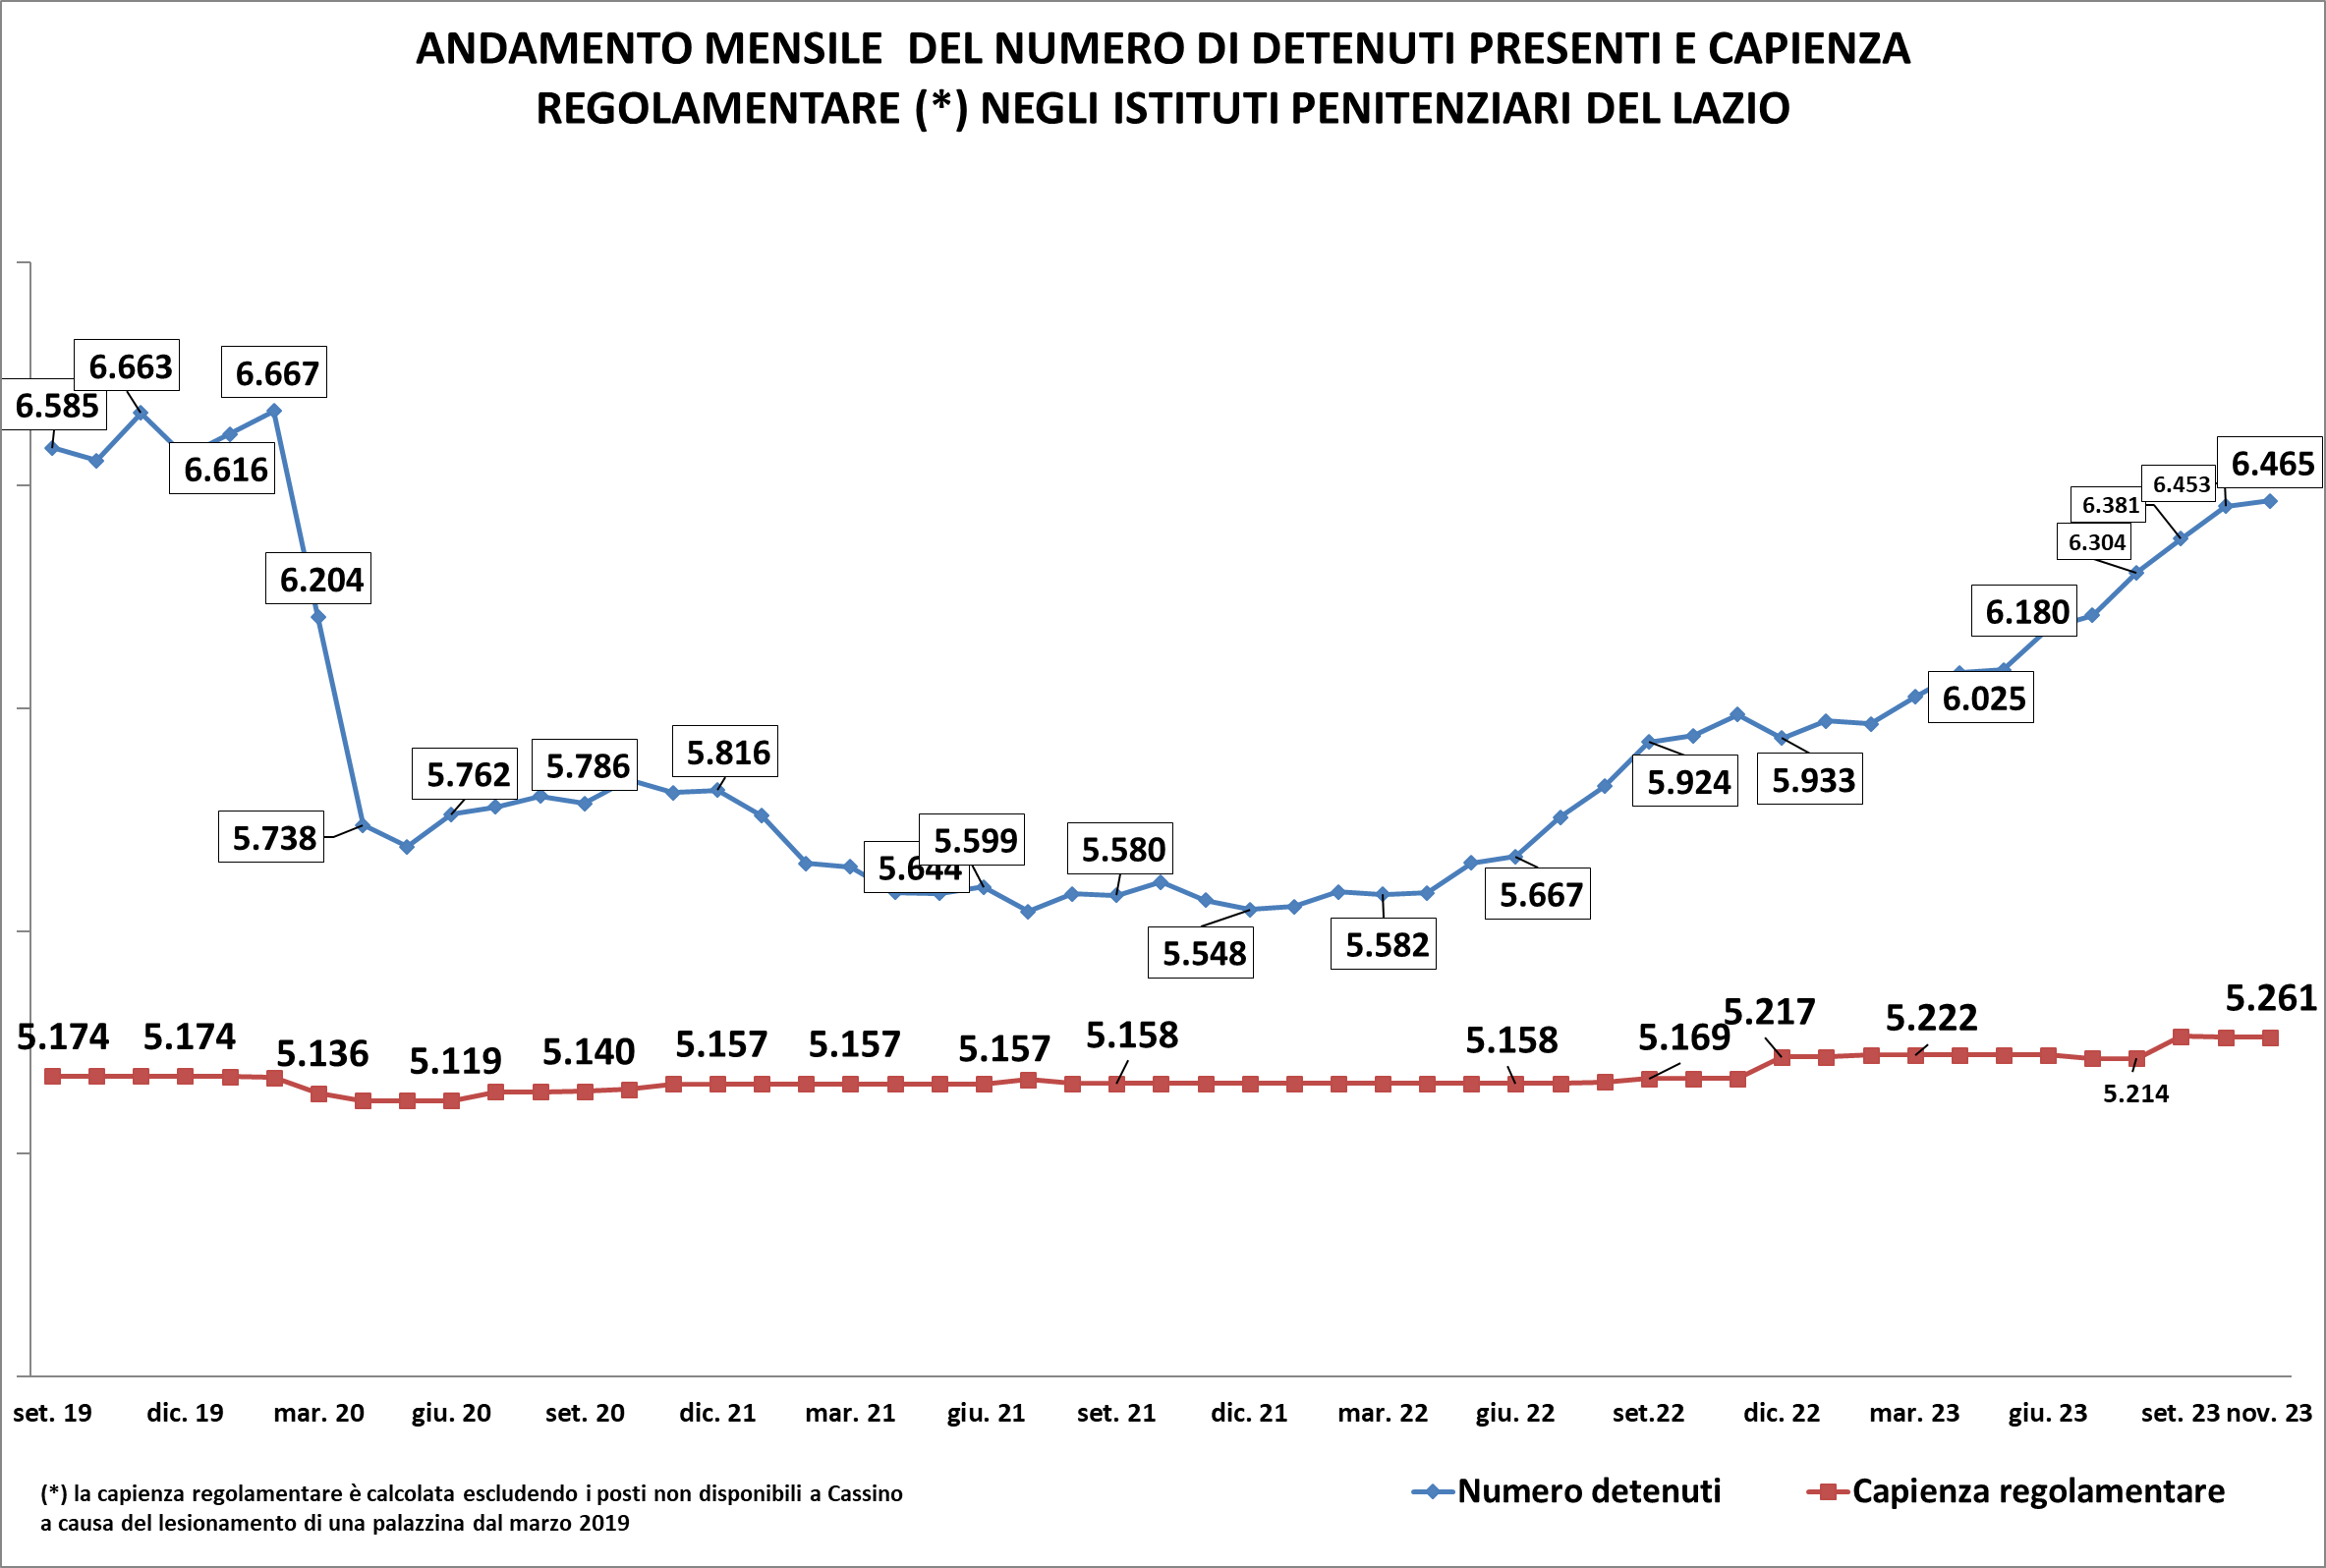 ANDAMENTO MENSILE  DEL NUMERO DI DETENUTI PRESENTI E CAPIENZA
REGOLAMENTARE (*) NEGLI ISTITUTI PENITENZIARI DEL LAZIO
6.585
6.663
6.616
6.667
6.204
5.738
5.762
5.786
5.816
5.644
5.599
5.580
5.548
5.582
5.667
5.924
5.933
6.025
6.180
6.304
6.381
6.453
6.465
5.174
5.174
5.136
5.119
5.140
5.157
5.157
5.157
5.158
5.158
5.169
5.217
5.222
5.214
5.261
set. 19
dic. 19
mar. 20
giu. 20
set. 20
dic. 21
mar. 21
giu. 21
set. 21
dic. 21
mar. 22
giu. 22
set.22
dic. 22
mar. 23
giu. 23
set. 23
nov. 23
(*) la capienza regolamentare è calcolata escludendo i posti non disponibili a Cassino
a causa del lesionamento di una palazzina dal marzo 2019
Numero detenuti
Capienza regolamentare